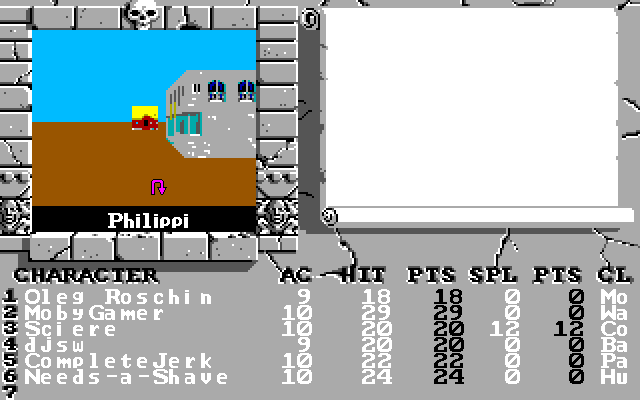 Philippi
CHARACTER AC HIT PTS SPL PTS CL
1 Oleg Roschin 9 18 18 0 0 Mo
2 MobyGamer 10 29 29 0 0 Wa
3 Sciere 10 20 20 12 12 Co
4 djsw 9 20 20 0 0 Ba
5 CompleteJerk 10 22 22 0 0 Pa
6 Needs-a-Shave 10 24 24 0 0 Hu
7